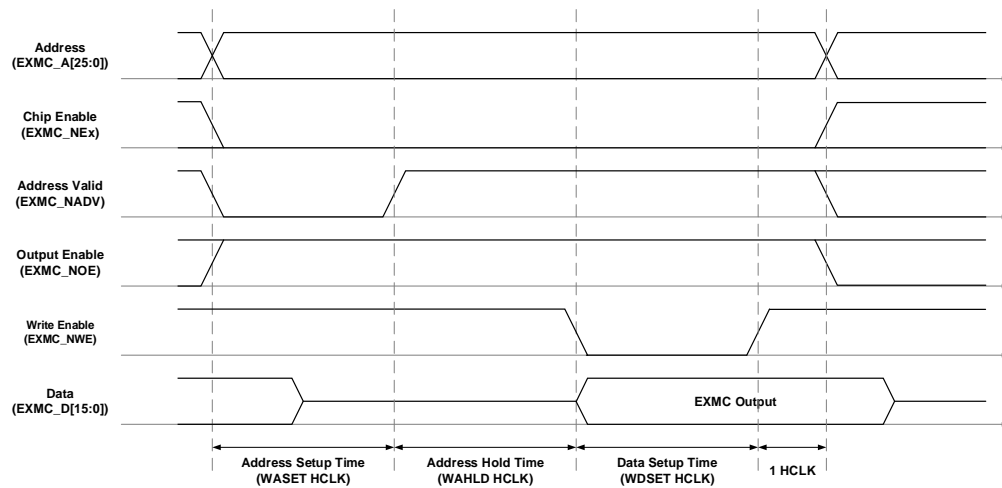 Address
(EXMC_A[25:0])
Chip Enable
(EXMC_NEx)
Address Valid
(EXMC_NADV)
Output Enable
(EXMC_NOE)
Write Enable
(EXMC_NWE)
Data
(EXMC_D[15:0])
EXMC Output
Address Setup Time
(WASET HCLK)
Address Hold Time
(WAHLD HCLK)
Data Setup Time
(WDSET HCLK)
1 HCLK